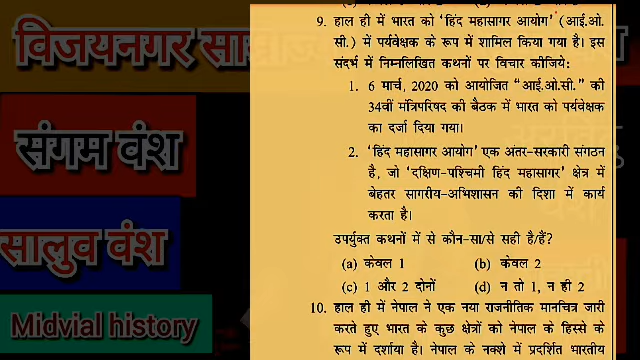 विजयनगर
संगम वंश
सालुव वंश
Midvial history
9. हाल ही में भारत को 'हिंद महासागर आयोग' (आई.ओ.
सी.) में पर्यवेक्षक के रूप में शामिल किया गया है। इस
संदर्भ में निम्नलिखित कथनों पर विचार कीजिये:
1. 6 मार्च, 2020 को आयोजित "आई.ओ.सी." की
34वीं मंत्रिपरिषद की बैठक में भारत को पर्यवेक्षक
का दर्जा दिया गया।
2. 'हिंद महासागर आयोग' एक अंतर-सरकारी संगठन
है, जो 'दक्षिण-पश्चिमी हिंद महासागर' क्षेत्र में
बेहतर सागरीय-अभिशासन की दिशा में कार्य
करता है।
उपर्युक्त कथनों में से कौन-सा/से सही है/हैं?
(a) केवल 1 (b) केवल 2
(c) 1 और 2 दोनों (d) न तो 1, न ही 2
10. हाल ही में नेपाल ने एक नया राजनीतिक मानचित्र जारी
करते हुए भारत के कुछ क्षेत्रों को नेपाल के हिस्से के
रूप में दर्शाया है। नेपाल के नक्शे में प्रदर्शित भारतीय